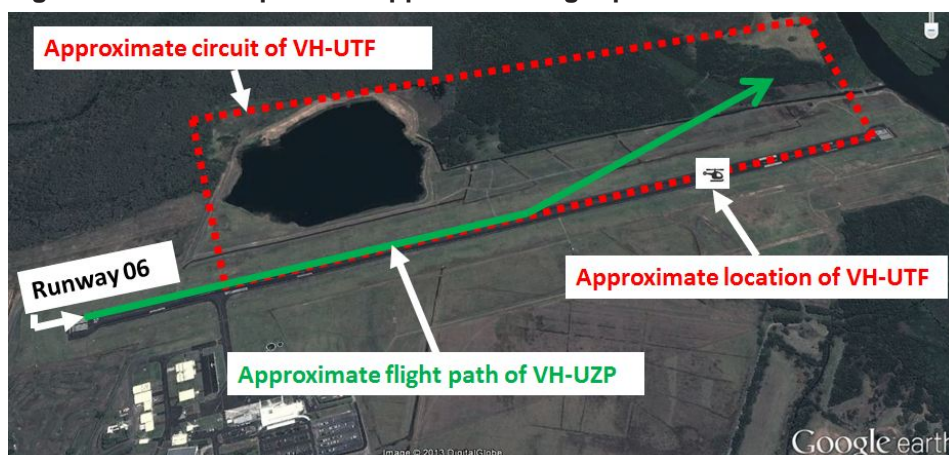 Approximate circuit of VH-UTF
Runway 06
Approximate location of VH-UTF
Approximate flight path of VH-UZP
Image © 2013 DigitalGlobe
Google earth